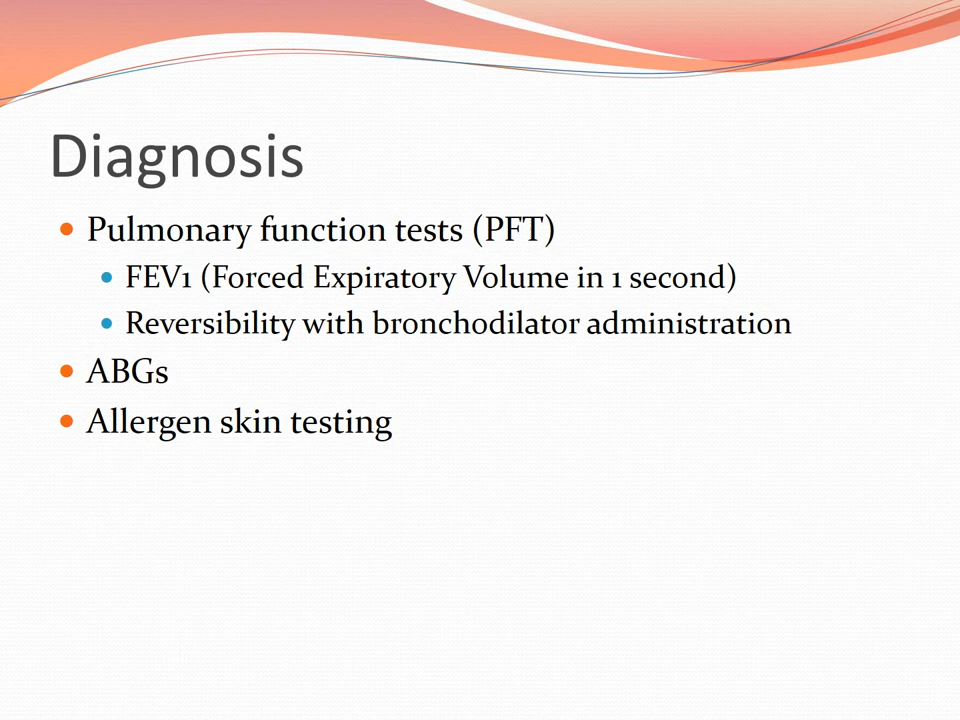 Diagnosis
Pulmonary function tests (PFT)
FEV1 (Forced Expiratory Volume in 1 second)
Reversibility with bronchodilator administration
ABGs
Allergen skin testing